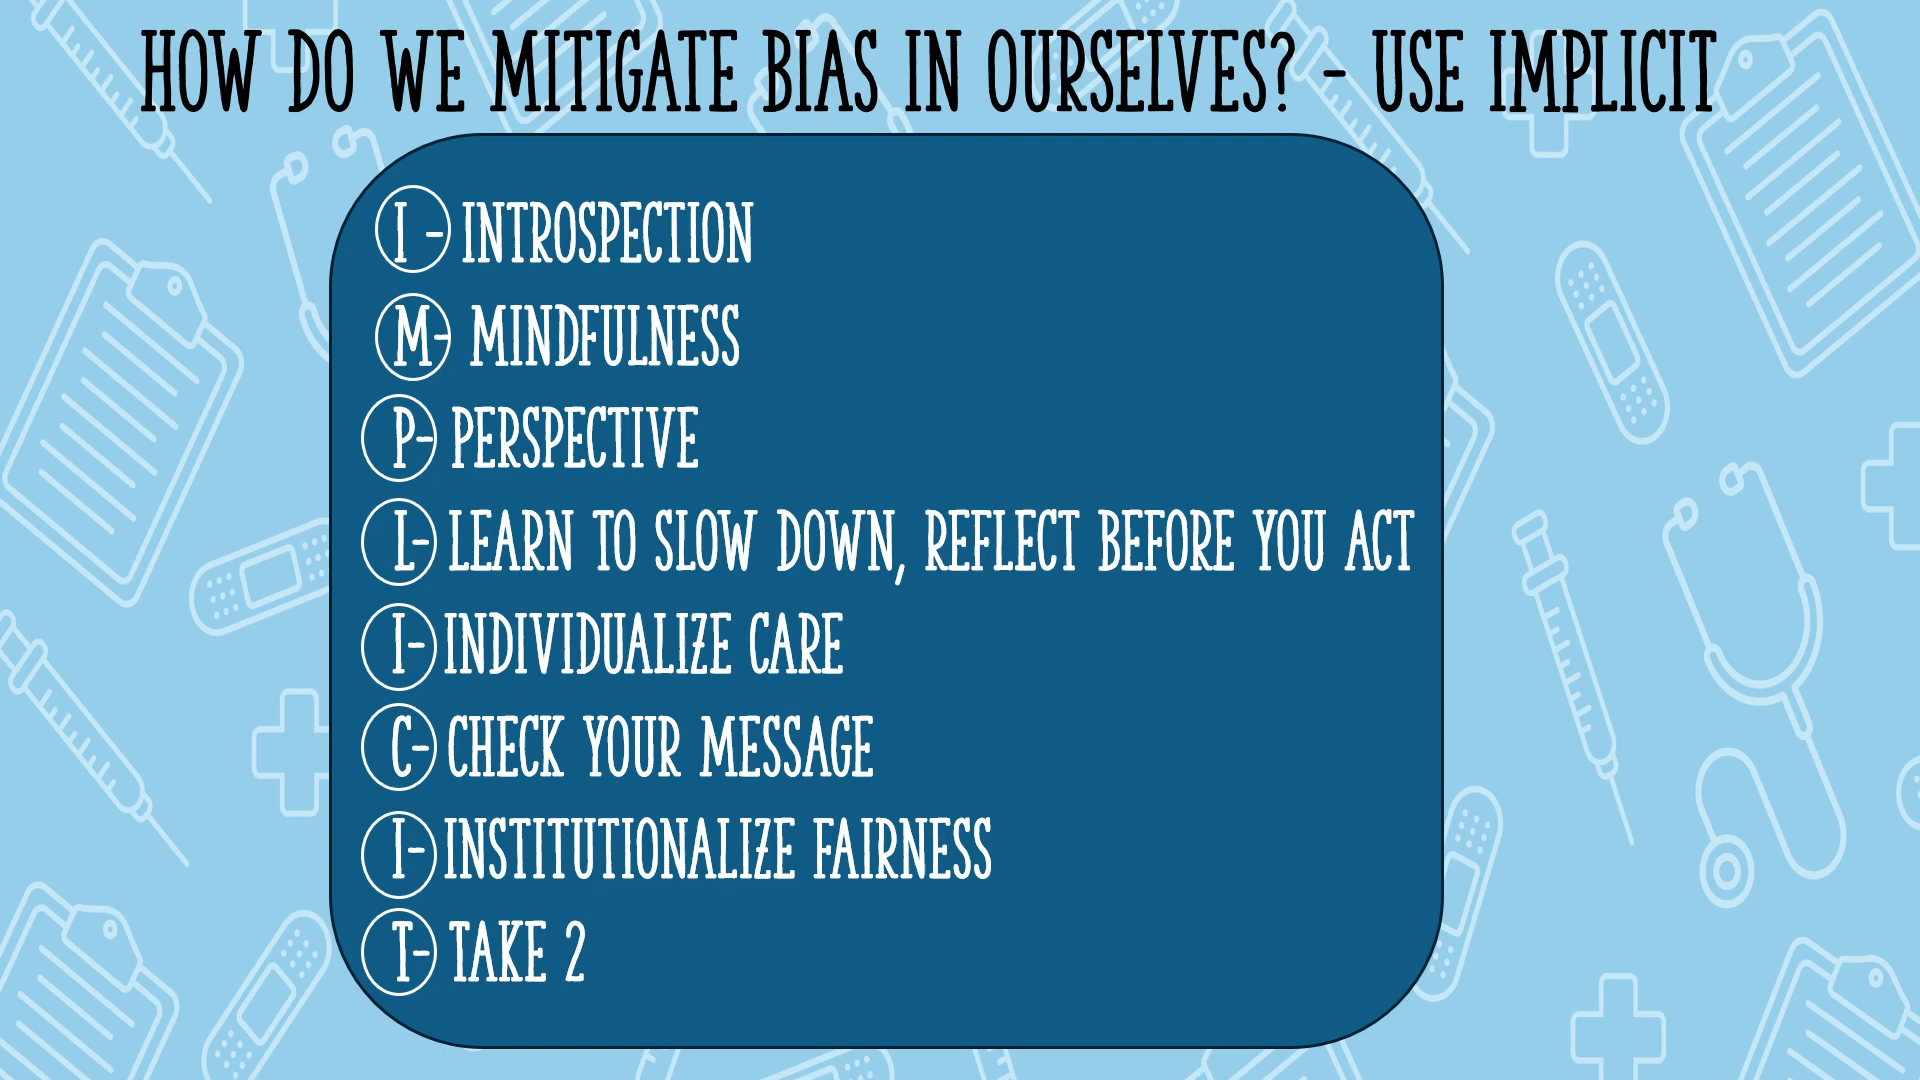 HOW DO WE MITIGATE BIAS IN OURSELVES? - USE IMPLICIT
I - INTROSPECTION
M- MINDFULNESS
P- PERSPECTIVE
L- LEARN TO SLOW DOWN, REFLECT BEFORE YOU ACT
I- INDIVIDUALIZE CARE
C- CHECK YOUR MESSAGE
I- INSTITUTIONALIZE FAIRNESS
T- TAKE 2